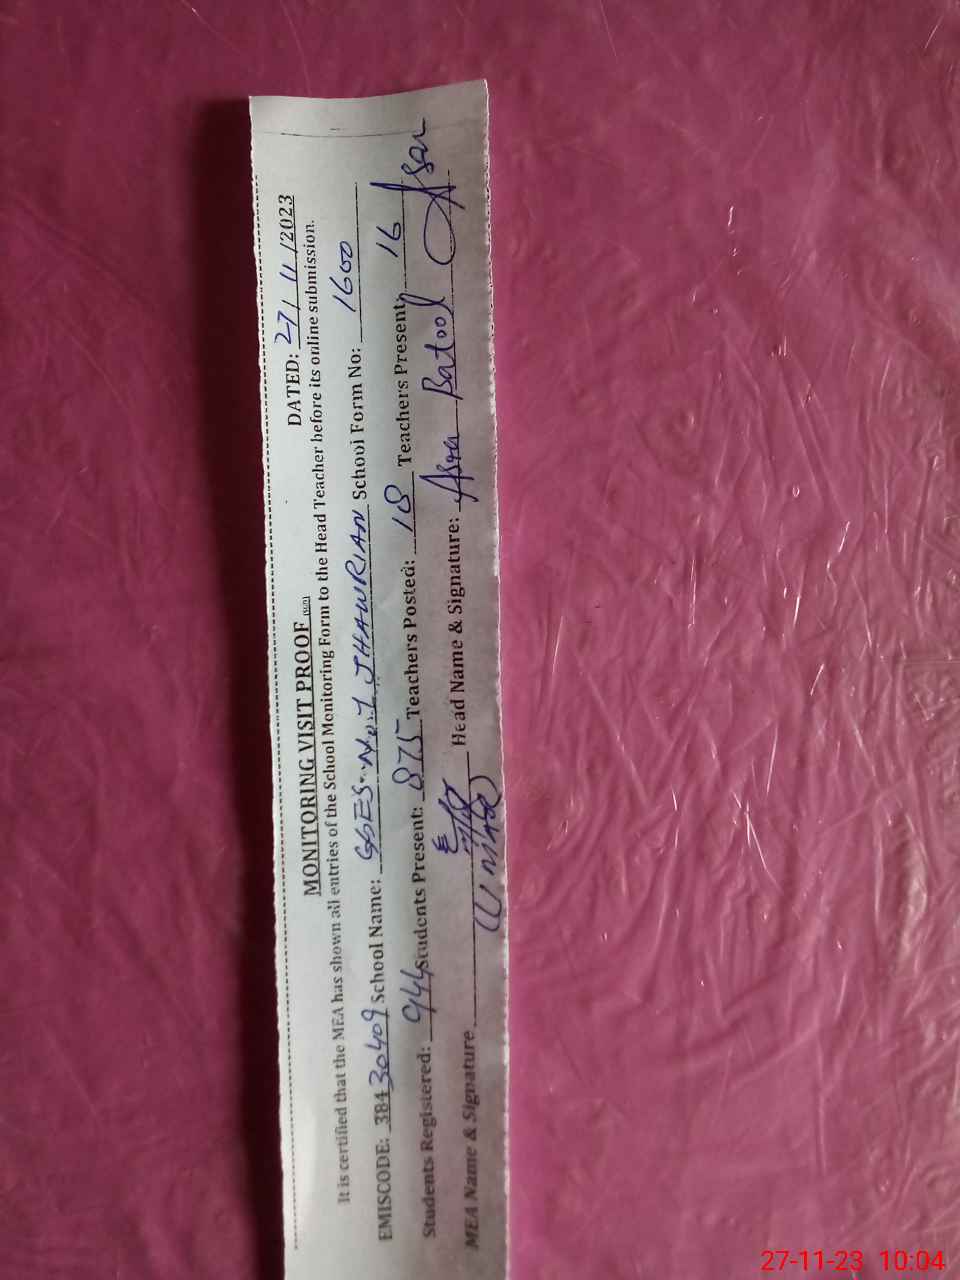 DATED: 27/11/2023
MONITORING VISIT PROOF
It is certified that the MEA has shown all entries of the School Monitoring Form to the Head Teacher before its online submission.
EMISCODE: 38430409 School Name: GGES No.1 JHAWRIAN School Form No: 1600
Students Registered: 944 Students Present: 875 Teachers Posted: 18 Teachers Present 16
MEA Name & Signature Head Name & Signature: Asra Batool Asra
27-11-23 10:04